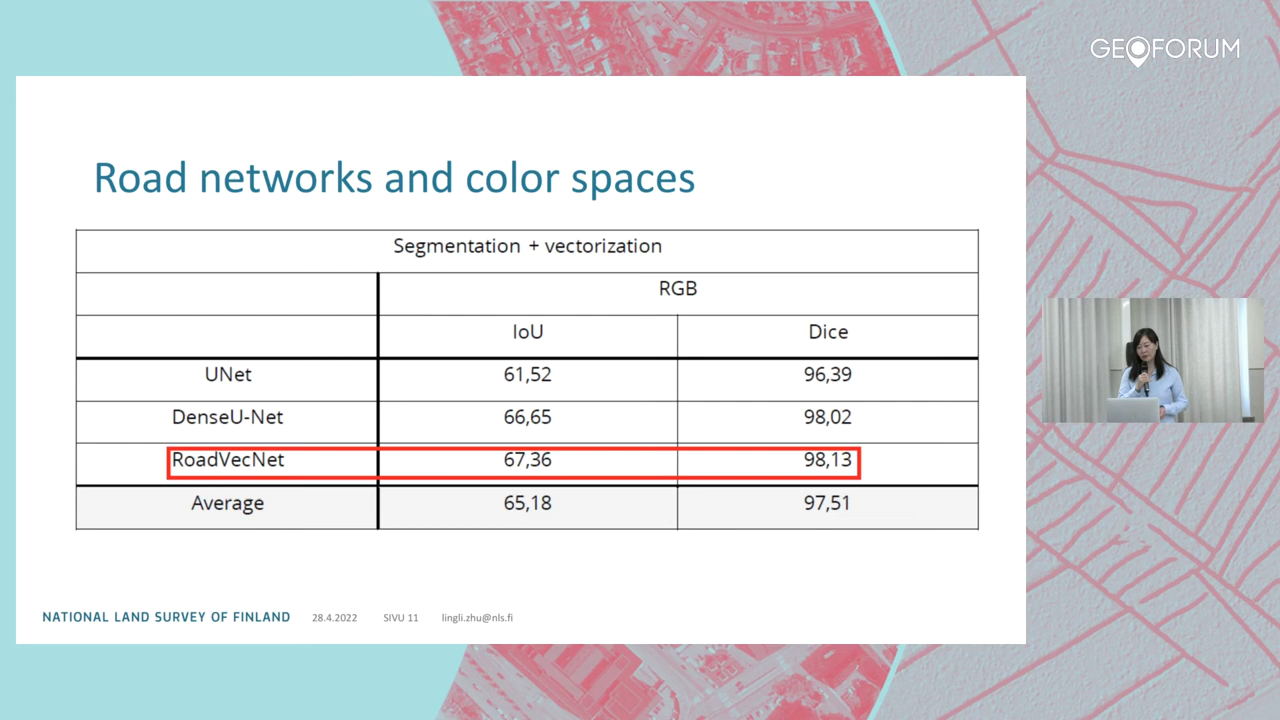 GEOFORUM
Road networks and color spaces
Segmentation + vectorization
RGB
IoU Dice
UNet 61,52 96,39
DenseU-Net 66,65 98,02
RoadVecNet 67,36 98,13
Average 65,18 97,51
NATIONAL LAND SURVEY OF FINLAND 28.4.2022 SIVU 11 lingli.zhu@nls.fi